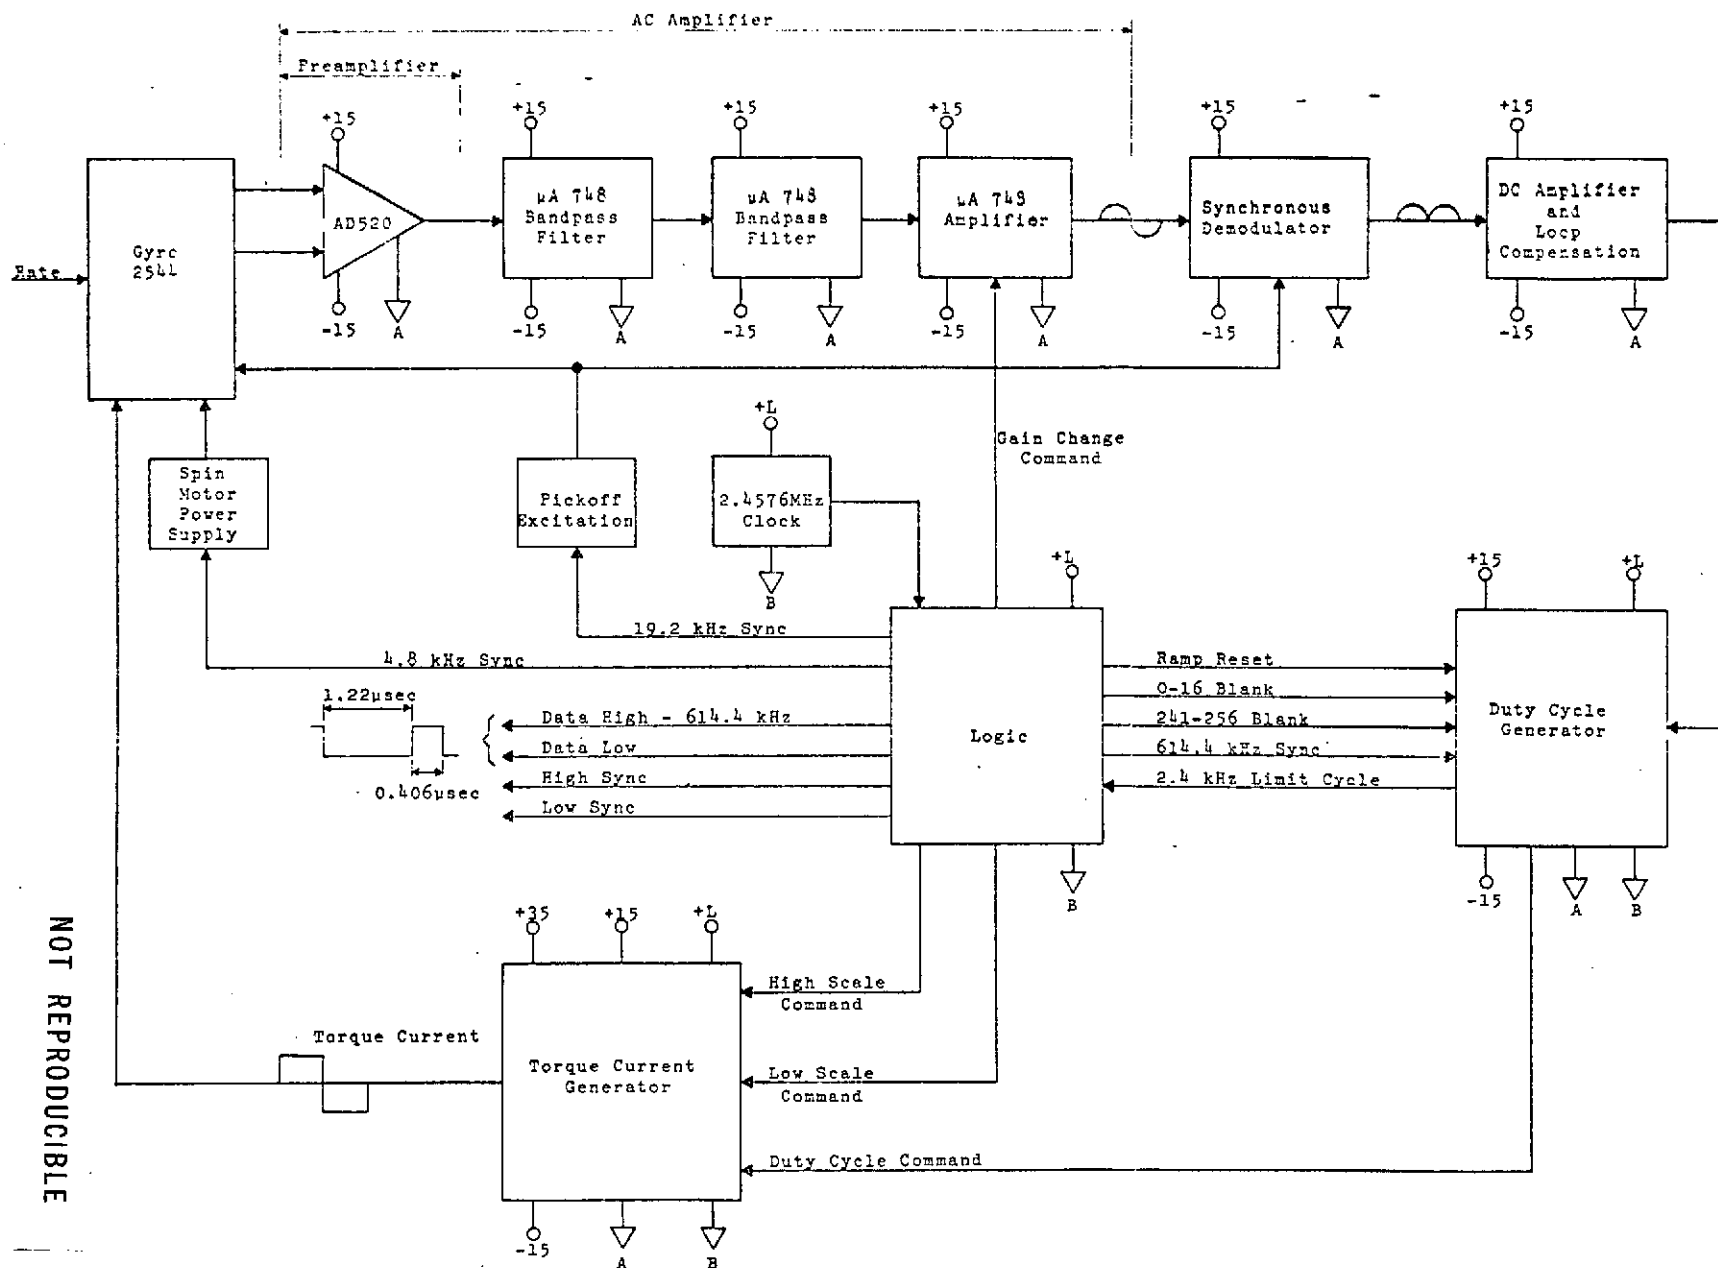 AC Amplifier
Preamplifier
+15
+15
+15
+15
+15
+15
Gyrc
254L
AD520
µA 748
Bandpass
Filter
µA 748
Bandpass
Filter
µA 748
Amplifier
Synchronous
Demodulator
DC Amplifier
and
Loop
Compensation
Rate
-15
A
-15
A
-15
A
-15
A
-15
A
-15
A
+L
Gain Change
Command
Spin
Motor
Power
Supply
Pickoff
Excitation
2.4576MHz
Clock
B
+L
+15
+L
19.2 kHz Sync
4.8 kHz Sync
1.22µsec
0.406µsec
Data High - 614.4 kHz
Data Low
High Sync
Low Sync
Logic
Ramp Reset
0-16 Blank
241-256 Blank
614.4 kHz Sync
2.4 kHz Limit Cycle
Duty Cycle
Generator
B
-15
A
B
+35
+15
+L
High Scale
Command
Torque Current
Torque Current
Generator
Low Scale
Command
Duty Cycle Command
-15
A
B
NOT REPRODUCIBLE